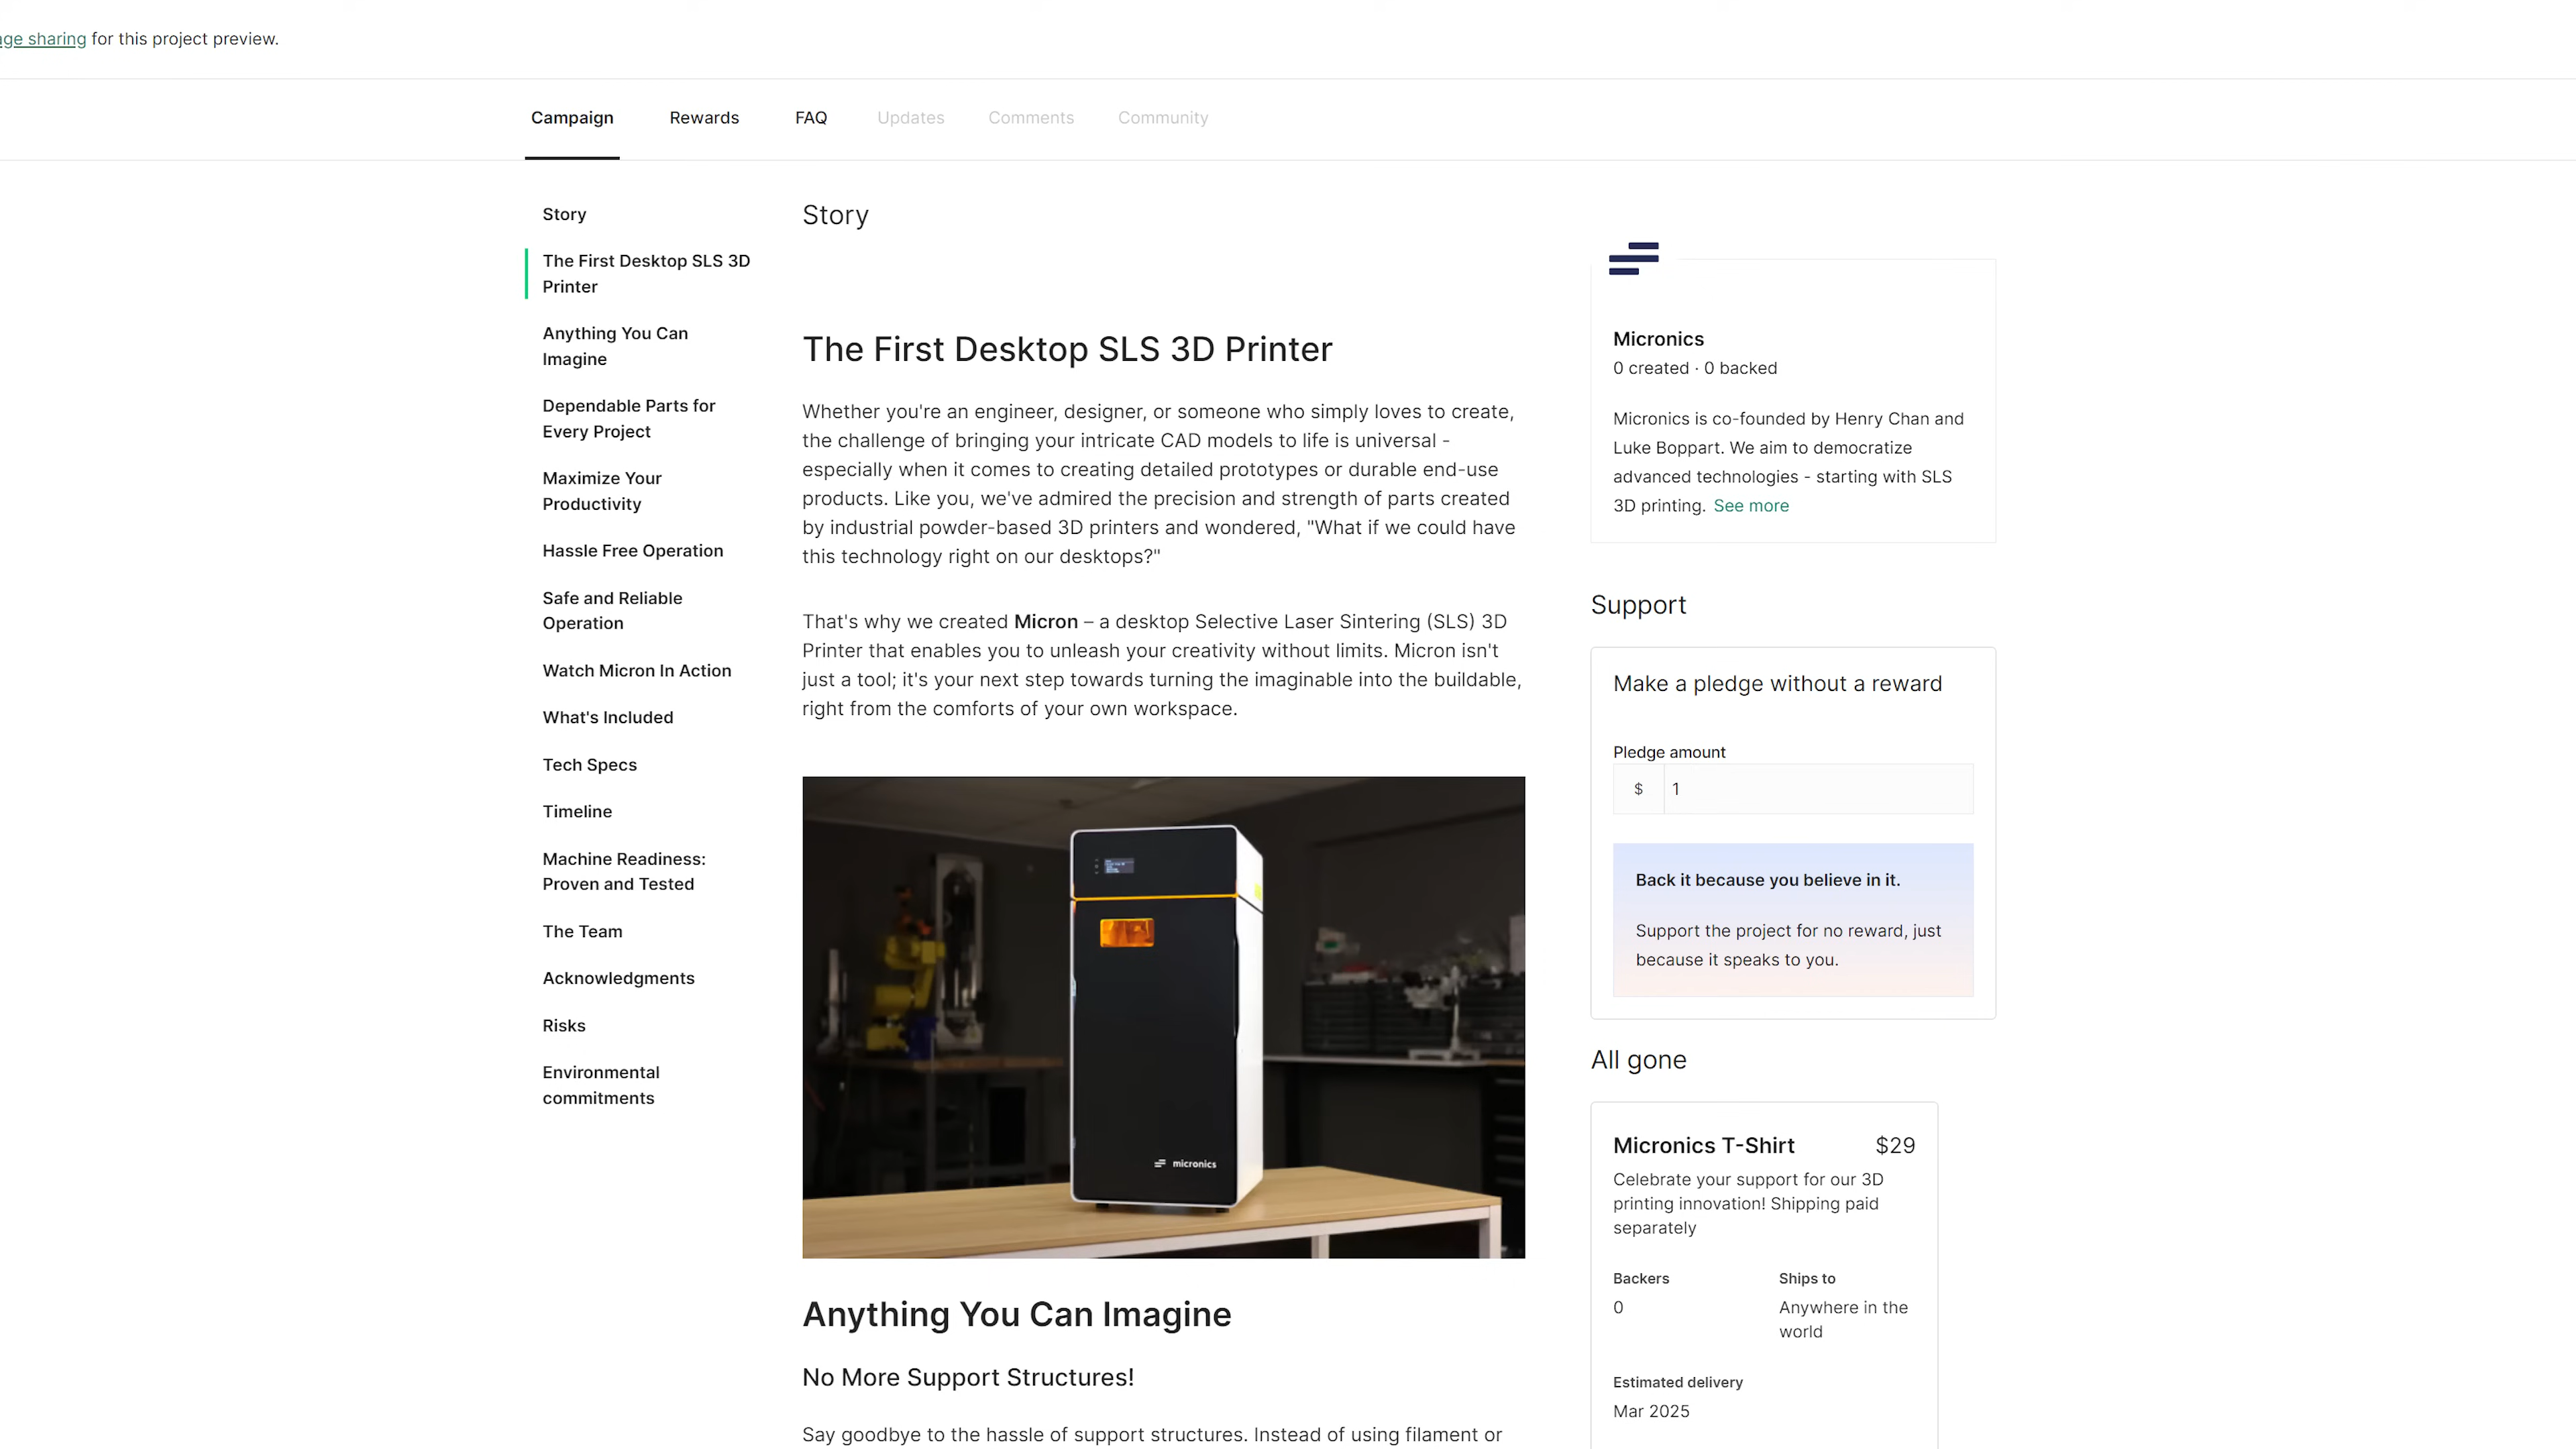 age sharing for this project preview.
Campaign
Rewards
FAQ
Updates
Comments
Community
Story
The First Desktop SLS 3D
Printer
Anything You Can
Imagine
Dependable Parts for
Every Project
Maximize Your
Productivity
Hassle Free Operation
Safe and Reliable
Operation
Watch Micron In Action
What's Included
Tech Specs
Timeline
Machine Readiness:
Proven and Tested
The Team
Acknowledgments
Risks
Environmental
commitments
Story
The First Desktop SLS 3D Printer
Whether you're an engineer, designer, or someone who simply loves to create,
the challenge of bringing your intricate CAD models to life is universal -
especially when it comes to creating detailed prototypes or durable end-use
products. Like you, we've admired the precision and strength of parts created
by industrial powder-based 3D printers and wondered, "What if we could have
this technology right on our desktops?"
That's why we created Micron – a desktop Selective Laser Sintering (SLS) 3D
Printer that enables you to unleash your creativity without limits. Micron isn't
just a tool; it's your next step towards turning the imaginable into the buildable,
right from the comforts of your own workspace.
micronics
Anything You Can Imagine
No More Support Structures!
Say goodbye to the hassle of support structures. Instead of using filament or
Micronics
0 created · 0 backed
Micronics is co-founded by Henry Chan and
Luke Boppart. We aim to democratize
advanced technologies - starting with SLS
3D printing. See more
Support
Make a pledge without a reward
Pledge amount
$ 1
Back it because you believe in it.
Support the project for no reward, just
because it speaks to you.
All gone
Micronics T-Shirt $29
Celebrate your support for our 3D
printing innovation! Shipping paid
separately
Backers
0
Ships to
Anywhere in the
world
Estimated delivery
Mar 2025